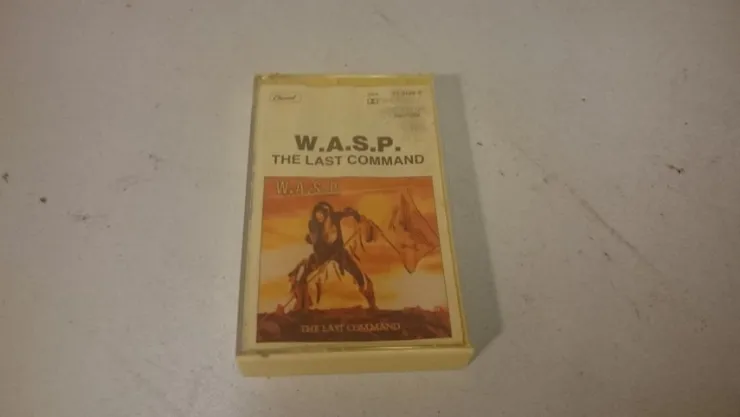 Capitol
W.A.S.P.
THE LAST COMMAND
W.A.S.P.
THE LAST COMMAND